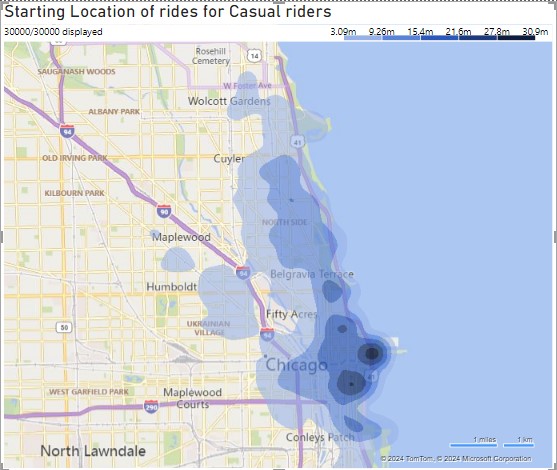 Starting Location of rides for Casual riders
30000/30000 displayed
3.09m 9.26m 15.4m 21.6m 27.8m 30.9m
Rosehill
Cemetery
14
SAUGANASH WOODS
W Foster Ave
Wolcott Gardens
ALBANY PARK
94
41
OLD IRVING PARK
Cuyler
KILBOURN PARK
90
NORTH SIDE
Maplewood
94
Belgravia Terrace
Humboldt
Fifty Acres
UKRAINIAN
VILLAGE
50
94
Chicago
WEST GARFIELD PARK
Maplewood
Courts
290
Conleys Patch
North Lawndale
1 miles 1 km
© 2024 TomTom, © 2024 Microsoft Corporation